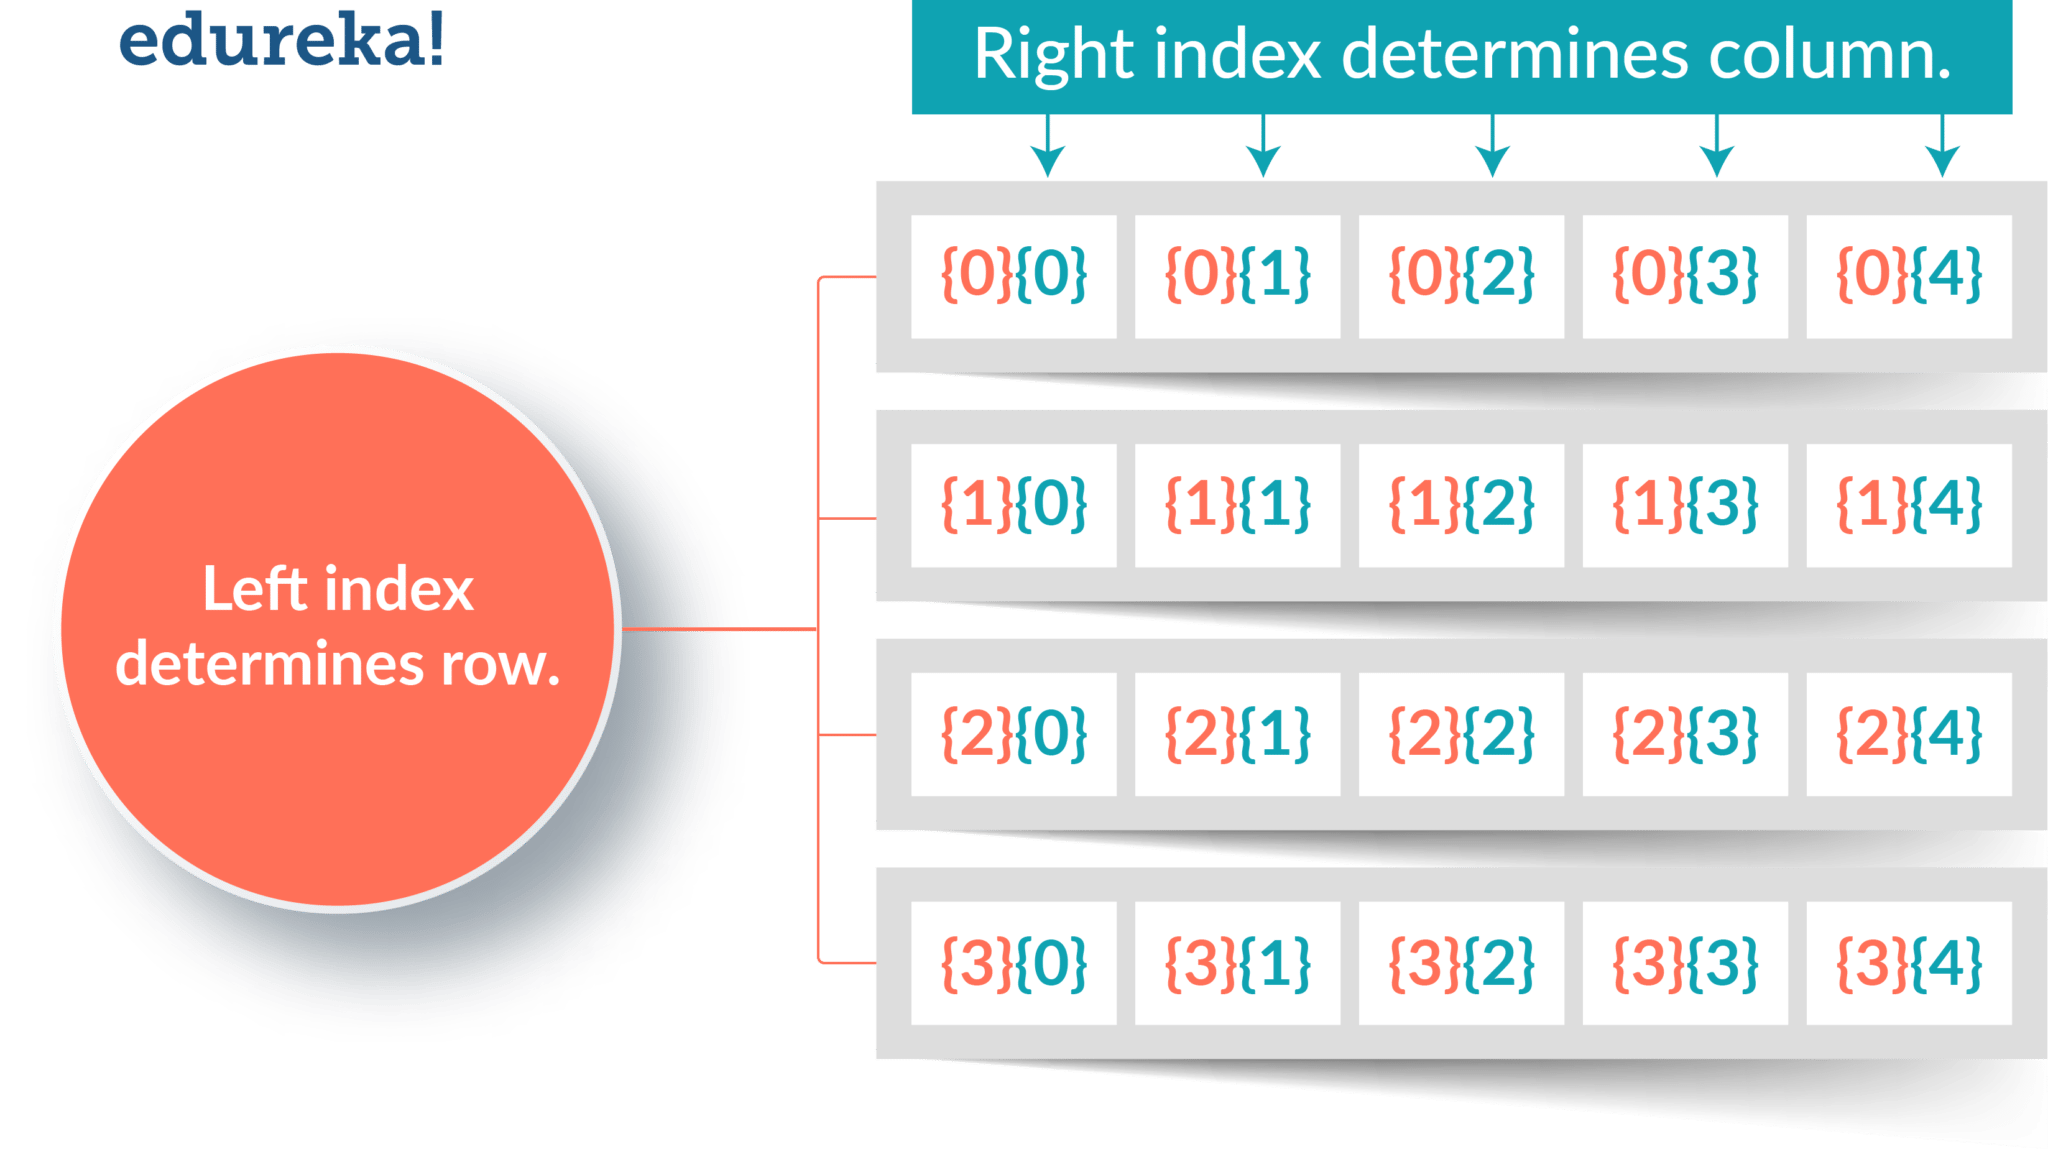 edureka!
Right index determines column.
{0}{0} {0}{1} {0}{2} {0}{3} {0}{4}
{1}{0} {1}{1} {1}{2} {1}{3} {1}{4}
Left index
determines row.
{2}{0} {2}{1} {2}{2} {2}{3} {2}{4}
{3}{0} {3}{1} {3}{2} {3}{3} {3}{4}